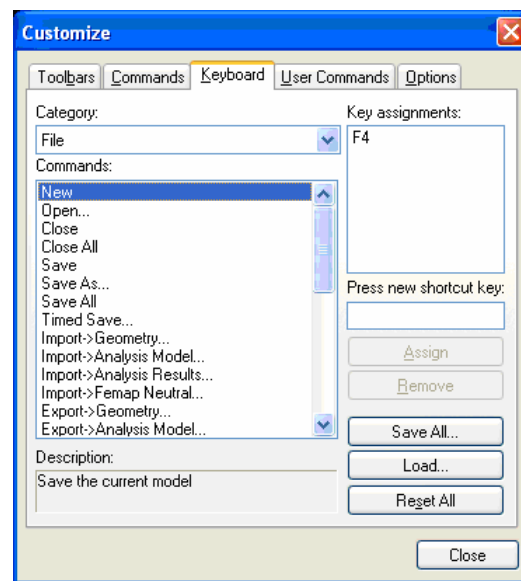 Customize
Toolbars Commands Keyboard User Commands Options
Category:
File
Commands:
New
Open...
Close
Close All
Save
Save As...
Save All
Timed Save...
Import->Geometry...
Import->Analysis Model...
Import->Analysis Results...
Import->Femap Neutral...
Export->Geometry...
Export->Analysis Model...
Description:
Save the current model
Key assignments:
F4
Press new shortcut key:
Assign
Remove
Save All...
Load...
Reset All
Close